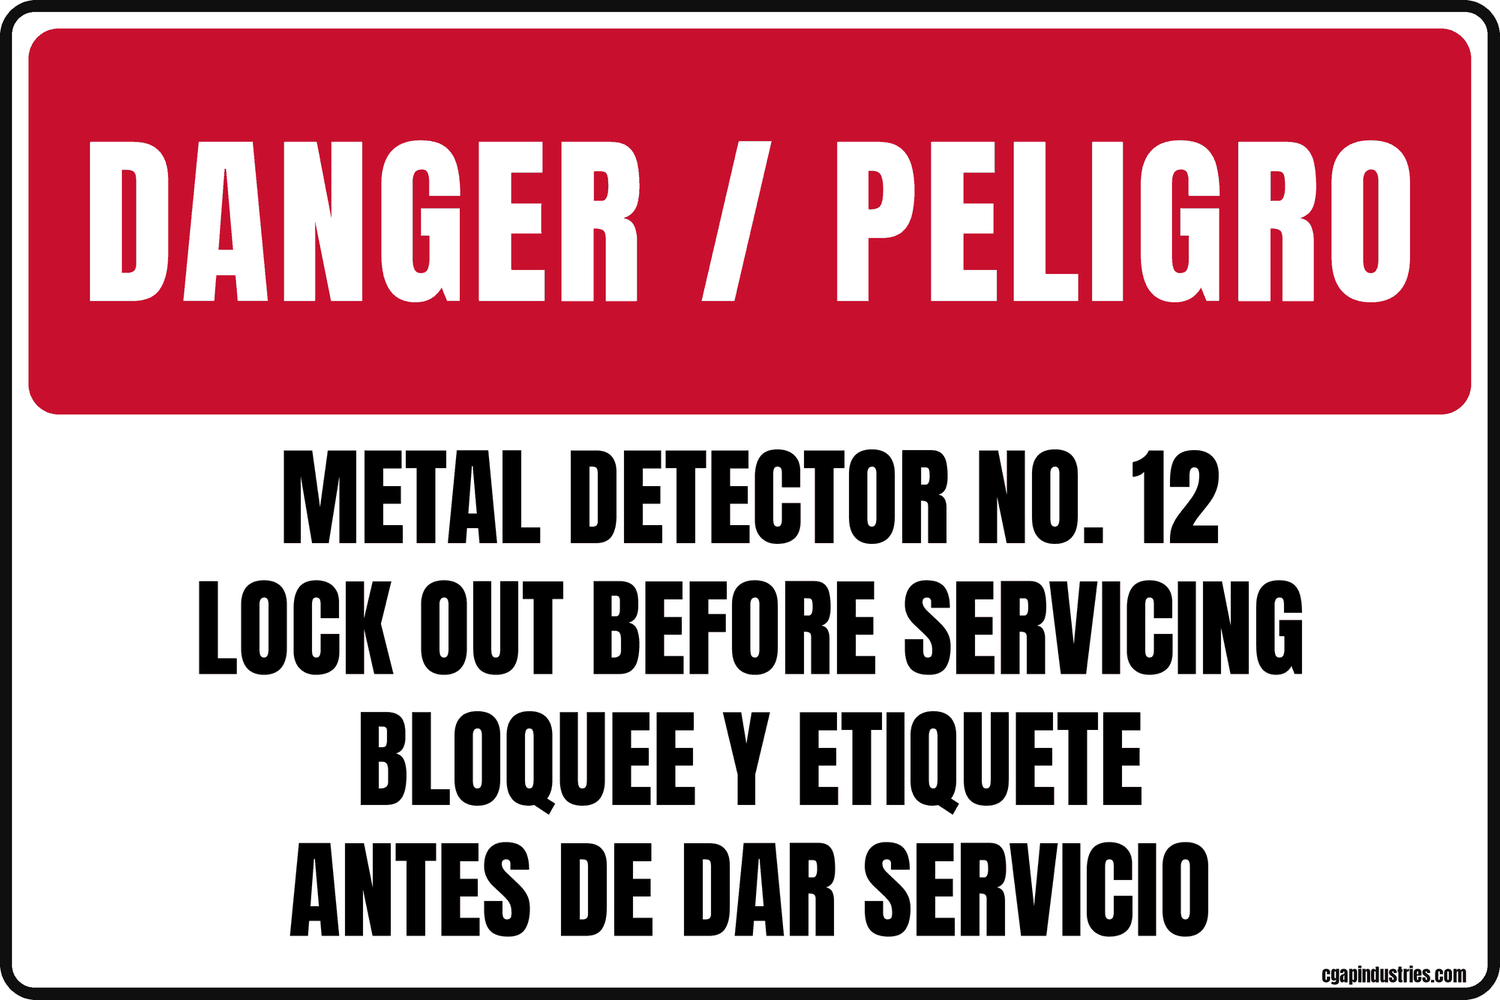 DANGER / PELIGRO
METAL DETECTOR NO. 12
LOCK OUT BEFORE SERVICING
BLOQUEE Y ETIQUETE
ANTES DE DAR SERVICIO
cgapindustries.com